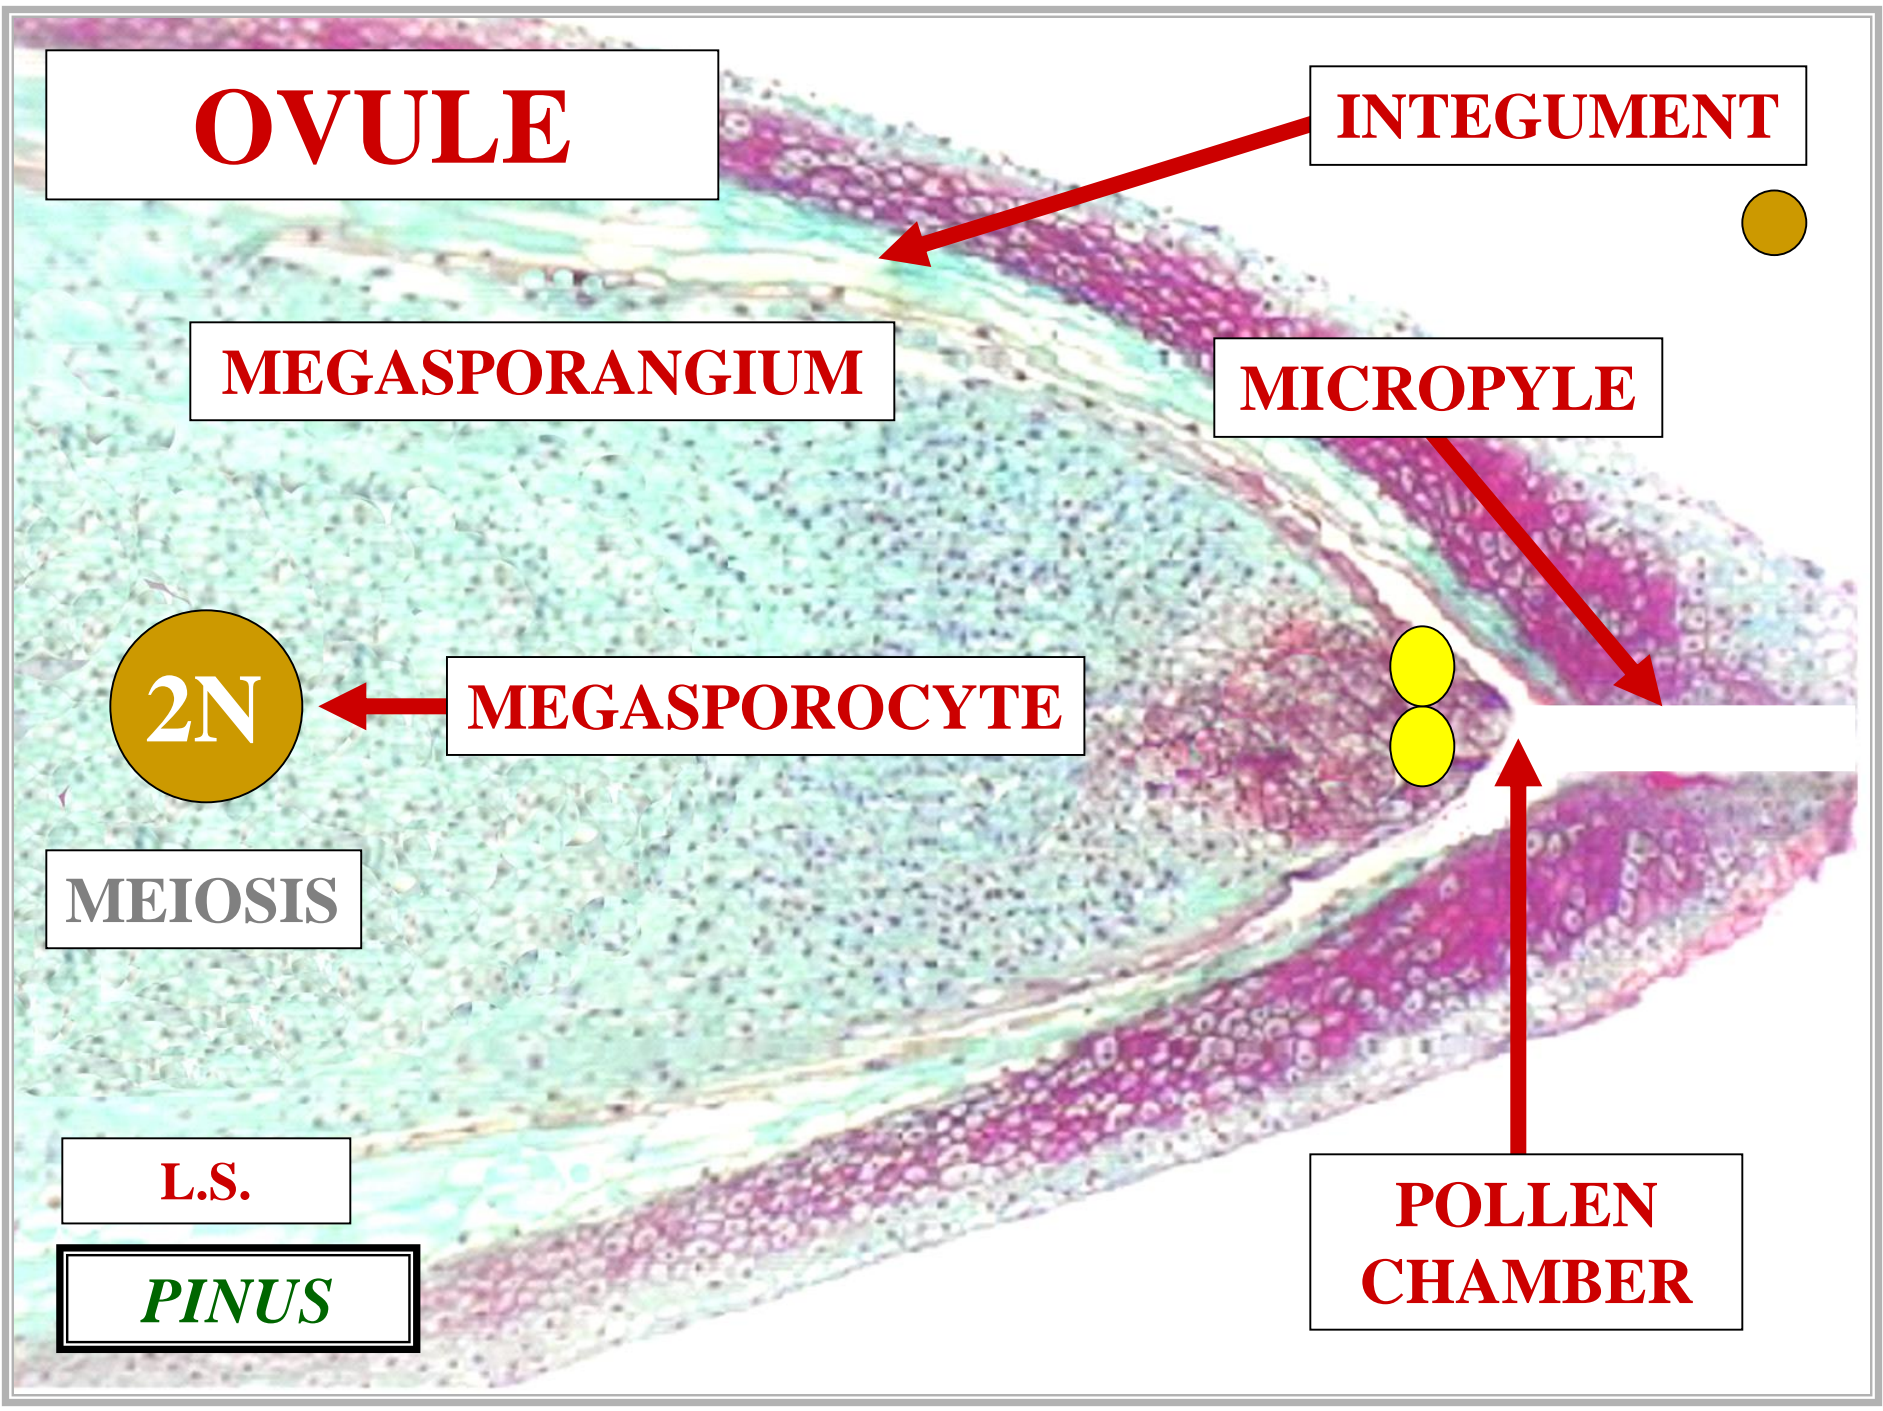 OVULE
INTEGUMENT
MEGASPORANGIUM
MICROPYLE
2N
MEGASPOROCYTE
MEIOSIS
L.S.
POLLEN
CHAMBER
PINUS